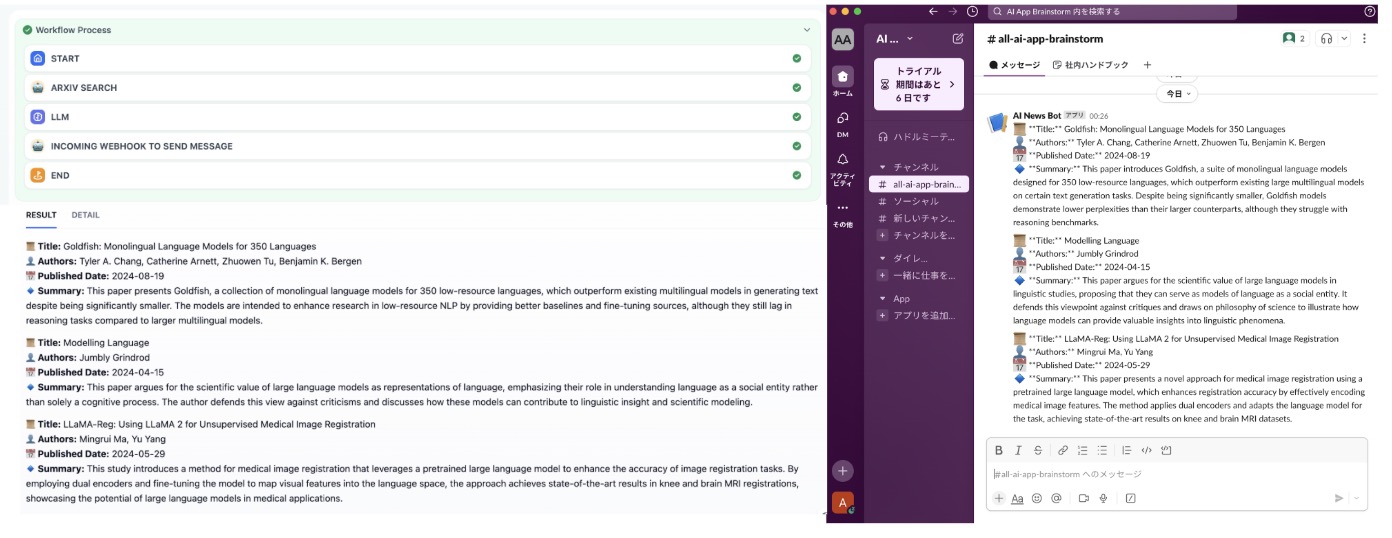 Workflow Process
START
ARXIV SEARCH
LLM
INCOMING WEBHOOK TO SEND MESSAGE
END
RESULT DETAIL
Title: Goldfish: Monolingual Language Models for 350 Languages
Authors: Tyler A. Chang, Catherine Arnett, Zhuowen Tu, Benjamin K. Bergen
Published Date: 2024-08-19
Summary: This paper presents Goldfish, a collection of monolingual language models for 350 low-resource languages, which outperform existing multilingual models in generating text
despite being significantly smaller. The models are intended to enhance research in low-resource NLP by providing better baselines and fine-tuning sources, although they still lag in
reasoning tasks compared to larger multilingual models.
Title: Modelling Language
Authors: Jumbly Grindrod
Published Date: 2024-04-15
Summary: This paper argues for the scientific value of large language models as representations of language, emphasizing their role in understanding language as a social entity rather
than solely a cognitive process. The author defends this view against criticisms and discusses how these models can contribute to linguistic insight and scientific modeling.
Title: LLaMA-Reg: Using LLaMA 2 for Unsupervised Medical Image Registration
Authors: Mingrui Ma, Yu Yang
Published Date: 2024-05-29
Summary: This study introduces a method for medical image registration that leverages a pretrained large language model to enhance the accuracy of image registration tasks. By
employing dual encoders and fine-tuning the model to map visual features into the language space, the approach achieves state-of-the-art results in knee and brain MRI registrations,
showcasing the potential of large language models in medical applications.
AI App Brainstorm 内を検索する
AA
ホーム
DM
アクティ
ビティ
その他
A
AI ...
トライアル
期間はあと
6 日です
ハドルミーテ...
チャンネル
# all-ai-app-brain...
# ソーシャル
# 新しいチャン...
+ チャンネルを...
ダイレ...
+ 一緒に仕事を...
App
+ アプリを追加...
# all-ai-app-brainstorm
2
メッセージ 社内ハンドブック +
今日
AI News Bot アプリ 00:26
**Title:** Goldfish: Monolingual Language Models for 350 Languages
**Authors:** Tyler A. Chang, Catherine Arnett, Zhuowen Tu, Benjamin K. Bergen
17 **Published Date:** 2024-08-19
**Summary:** This paper introduces Goldfish, a suite of monolingual language models
designed for 350 low-resource languages, which outperform existing large multilingual models
on certain text generation tasks. Despite being significantly smaller, Goldfish models
demonstrate lower perplexities than their larger counterparts, although they struggle with
reasoning benchmarks.
**Title:** Modelling Language
**Authors:** Jumbly Grindrod
17 **Published Date:** 2024-04-15
**Summary:** This paper argues for the scientific value of large language models in
linguistic studies, proposing that they can serve as models of language as a social entity. It
defends this viewpoint against critiques and draws on philosophy of science to illustrate how
language models can provide valuable insights into linguistic phenomena.
**Title:** LLaMA-Reg: Using LLaMA 2 for Unsupervised Medical Image Registration
**Authors:** Mingrui Ma, Yu Yang
17 **Published Date:** 2024-05-29
**Summary:** This paper presents a novel approach for medical image registration using a
pretrained large language model, which enhances registration accuracy by effectively encoding
medical image features. The method applies dual encoders and adapts the language model for
the task, achieving state-of-the-art results on knee and brain MRI datasets.
B I S
#all-ai-app-brainstorm へのメッセージ
+ Aa